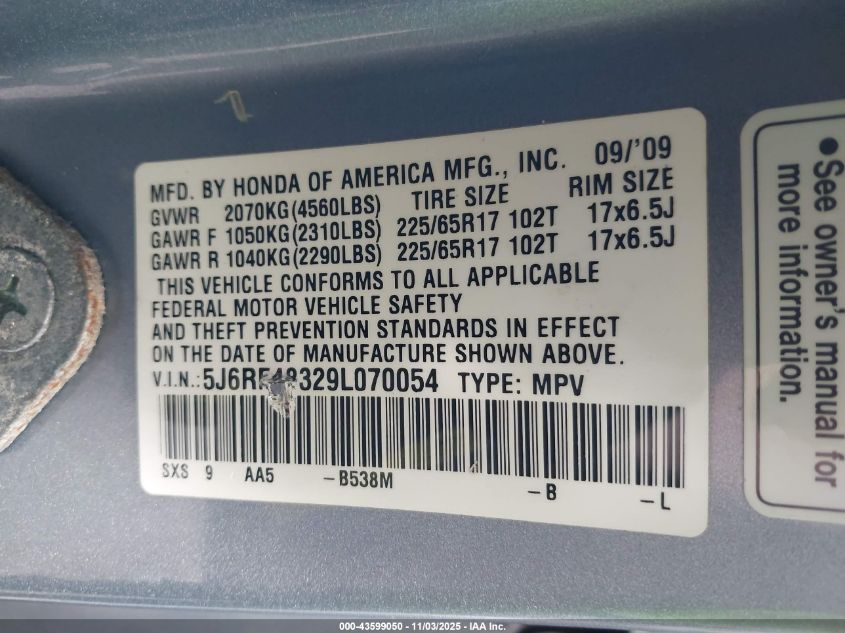 MFD. BY HONDA OF AMERICA MFG., INC. 09/'09
GVWR 2070KG(4560LBS) TIRE SIZE RIM SIZE
GAWR F 1050KG(2310LBS) 225/65R17 102T 17x6.5J
GAWR R 1040KG(2290LBS) 225/65R17 102T 17x6.5J
THIS VEHICLE CONFORMS TO ALL APPLICABLE
FEDERAL MOTOR VEHICLE SAFETY
AND THEFT PREVENTION STANDARDS IN EFFECT
ON THE DATE OF MANUFACTURE SHOWN ABOVE.
V.I.N.: 5J6RE48329L070054 TYPE: MPV
SXS 9 AA5 –B538M –B –L
●See owner's manual for
more information.
000-43599050 - 11/03/2025 - IAA Inc.